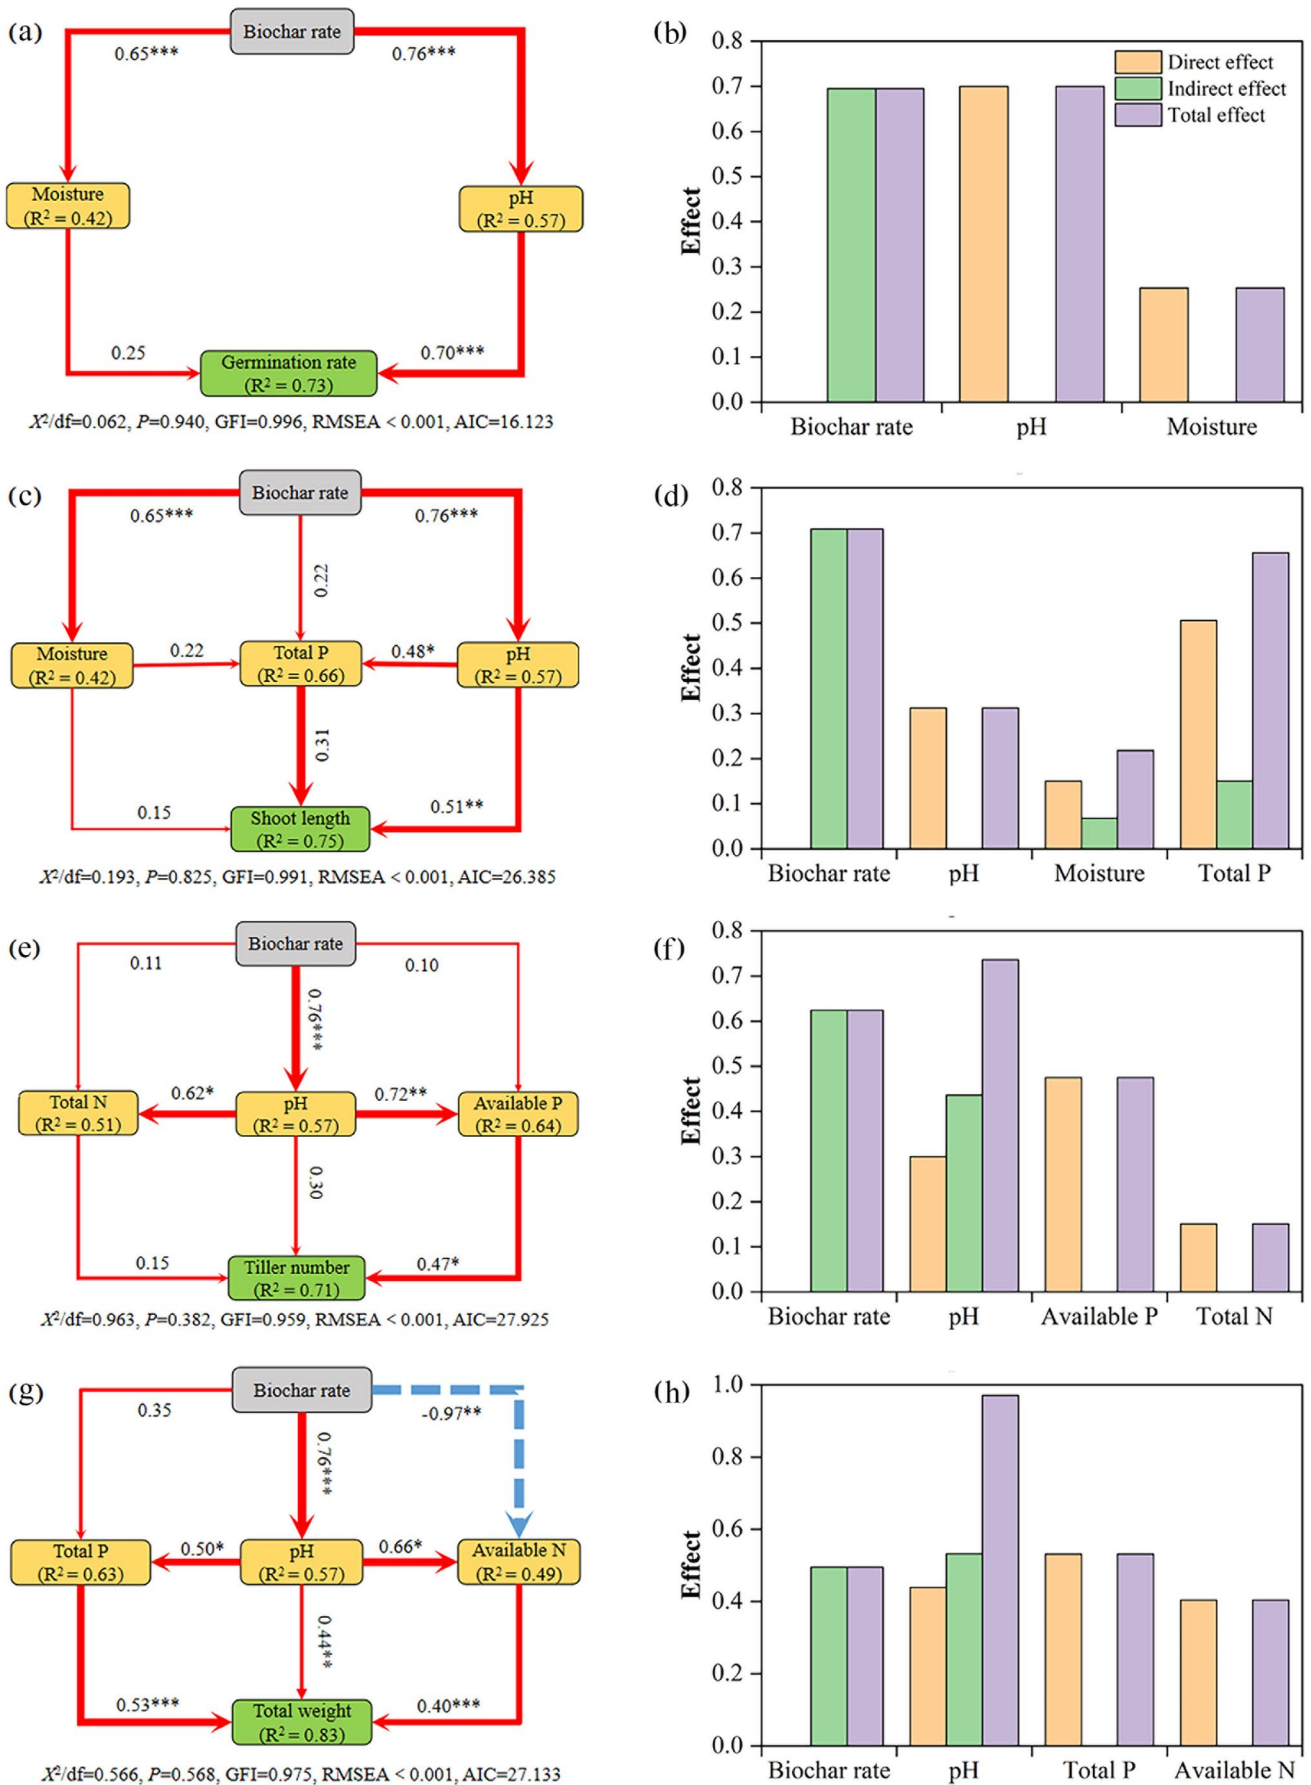 (a)
Biochar rate
0.65***
0.76***
Moisture
(R² = 0.42)
pH
(R² = 0.57)
0.25
0.70***
Germination rate
(R² = 0.73)
X²/df=0.062, P=0.940, GFI=0.996, RMSEA < 0.001, AIC=16.123
(b)
0.8
0.7
0.6
0.5
0.4
0.3
0.2
0.1
0.0
Effect
Direct effect
Indirect effect
Total effect
Biochar rate
pH
Moisture
(c)
Biochar rate
0.65***
0.76***
0.22
Moisture
(R² = 0.42)
0.22
Total P
(R² = 0.66)
0.48*
pH
(R² = 0.57)
0.31
0.15
0.51**
Shoot length
(R² = 0.75)
X²/df=0.193, P=0.825, GFI=0.991, RMSEA < 0.001, AIC=26.385
(d)
0.8
0.7
0.6
0.5
0.4
0.3
0.2
0.1
0.0
Effect
Biochar rate
pH
Moisture
Total P
(e)
Biochar rate
0.11
0.10
0.76***
Total N
(R² = 0.51)
0.62*
pH
(R² = 0.57)
0.72**
Available P
(R² = 0.64)
0.30
0.15
0.47*
Tiller number
(R² = 0.71)
X²/df=0.963, P=0.382, GFI=0.959, RMSEA < 0.001, AIC=27.925
(f)
0.8
0.7
0.6
0.5
0.4
0.3
0.2
0.1
0.0
Effect
Biochar rate
pH
Available P
Total N
(g)
Biochar rate
0.35
-0.97**
0.76***
Total P
(R² = 0.63)
0.50*
pH
(R² = 0.57)
0.66*
Available N
(R² = 0.49)
0.44**
0.53***
0.40***
Total weight
(R² = 0.83)
X²/df=0.566, P=0.568, GFI=0.975, RMSEA < 0.001, AIC=27.133
(h)
1.0
0.8
0.6
0.4
0.2
0.0
Effect
Biochar rate
pH
Total P
Available N